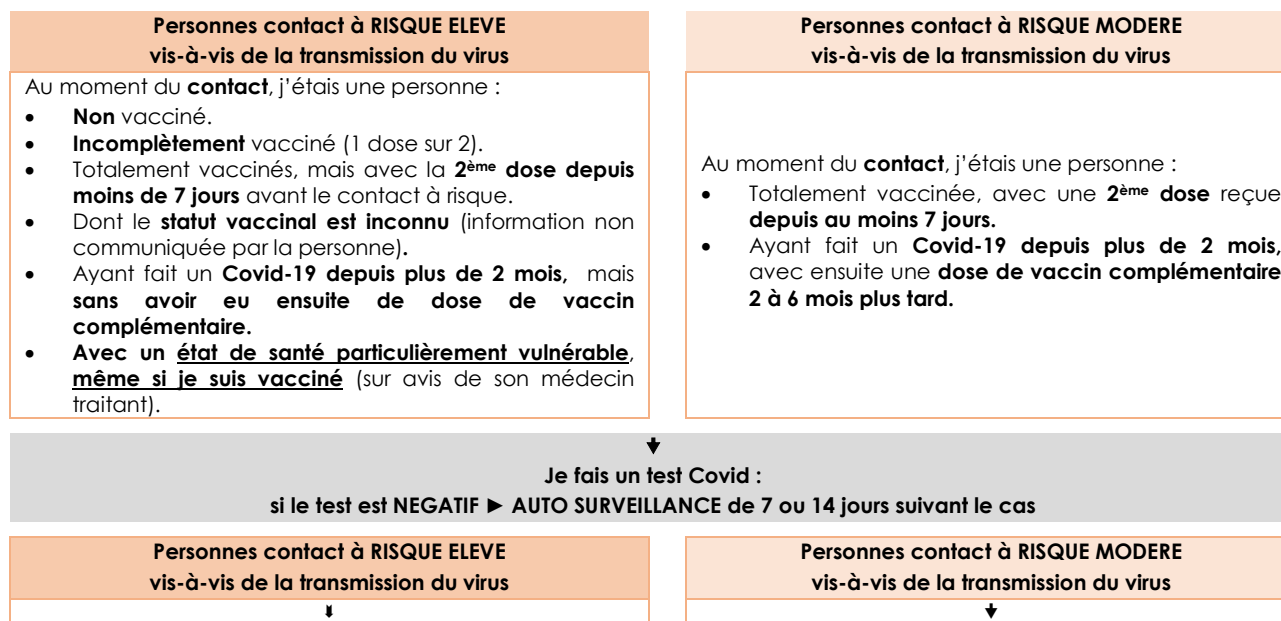 Personnes contact à RISQUE ELEVE
vis-à-vis de la transmission du virus
Au moment du contact, j’étais une personne :
• Non vacciné.
• Incomplètement vacciné (1 dose sur 2).
• Totalement vaccinés, mais avec la 2ème dose depuis
moins de 7 jours avant le contact à risque.
• Dont le statut vaccinal est inconnu (information non
communiquée par la personne).
• Ayant fait un Covid-19 depuis plus de 2 mois, mais
sans avoir eu ensuite de dose de vaccin
complémentaire.
• Avec un état de santé particulièrement vulnérable,
même si je suis vacciné (sur avis de son médecin
traitant).
Personnes contact à RISQUE MODERE
vis-à-vis de la transmission du virus
Au moment du contact, j’étais une personne :
• Totalement vaccinée, avec une 2ème dose reçue
depuis au moins 7 jours.
• Ayant fait un Covid-19 depuis plus de 2 mois,
avec ensuite une dose de vaccin complémentaire
2 à 6 mois plus tard.
Je fais un test Covid :
si le test est NEGATIF ► AUTO SURVEILLANCE de 7 ou 14 jours suivant le cas
Personnes contact à RISQUE ELEVE
vis-à-vis de la transmission du virus
Personnes contact à RISQUE MODERE
vis-à-vis de la transmission du virus